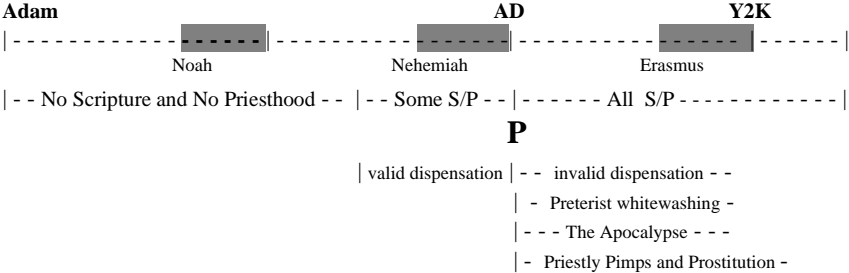 Adam AD Y2K
|- - - - - - - - - - - - - - - - - - - -|- - - - - - - - - - - - - - - - - - -|- - - - - - - - - - - - - - - - - - - -|- - - - - - -|
Noah Nehemiah Erasmus
|- - No Scripture and No Priesthood - - |- - Some S/P - -|- - - - - - All S/P - - - - - - - - - - - - |
P
| valid dispensation |- - invalid dispensation - -
| - Preterist whitewashing -
|- - - The Apocalypse - - -
|- Priestly Pimps and Prostitution -